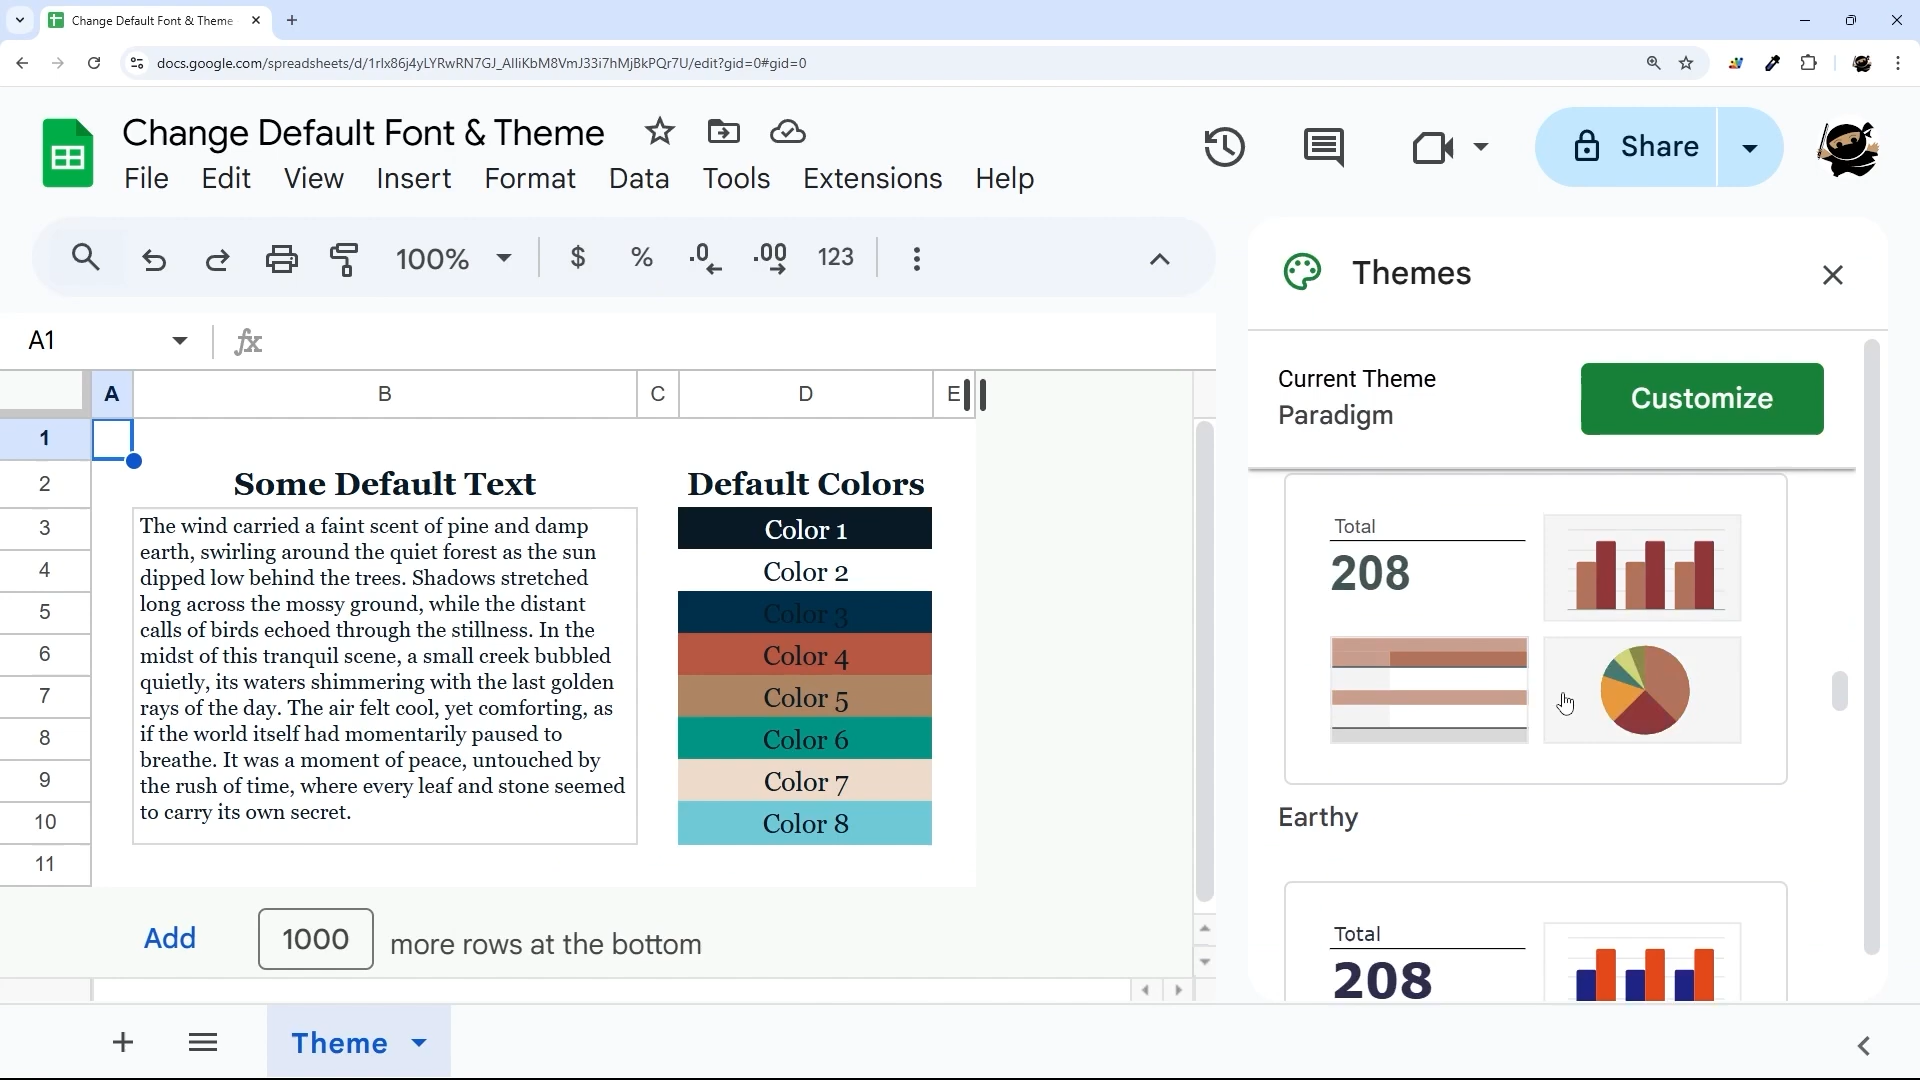 Change Default Font & Theme
docs.google.com/spreadsheets/d/1rlx86j4yLYRwRN7GJ_AlliKbM8VmJ33i7hMjBkPQr7U/edit?gid=0#gid=0
Change Default Font & Theme
File Edit View Insert Format Data Tools Extensions Help
Share
100% $ % .0 .00 123
Themes
A1 fx
Current Theme
Paradigm
Customize
A B C D E
1
2
3
4
5
6
7
8
9
10
11
Some Default Text
The wind carried a faint scent of pine and damp
earth, swirling around the quiet forest as the sun
dipped low behind the trees. Shadows stretched
long across the mossy ground, while the distant
calls of birds echoed through the stillness. In the
midst of this tranquil scene, a small creek bubbled
quietly, its waters shimmering with the last golden
rays of the day. The air felt cool, yet comforting, as
if the world itself had momentarily paused to
breathe. It was a moment of peace, untouched by
the rush of time, where every leaf and stone seemed
to carry its own secret.
Default Colors
Color 1
Color 2
Color 3
Color 4
Color 5
Color 6
Color 7
Color 8
Total
208
Earthy
Total
208
Add 1000 more rows at the bottom
Theme